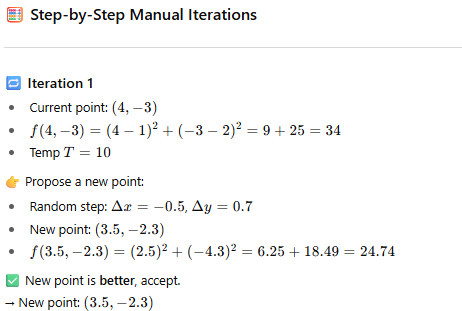 Step-by-Step Manual Iterations
Iteration 1
• Current point: (4, −3)
• f(4, −3) = (4 − 1)² + (−3 − 2)² = 9 + 25 = 34
• Temp T = 10
Propose a new point:
• Random step: Δx = −0.5, Δy = 0.7
• New point: (3.5, −2.3)
• f(3.5, −2.3) = (2.5)² + (−4.3)² = 6.25 + 18.49 = 24.74
New point is better, accept.
→ New point: (3.5, −2.3)